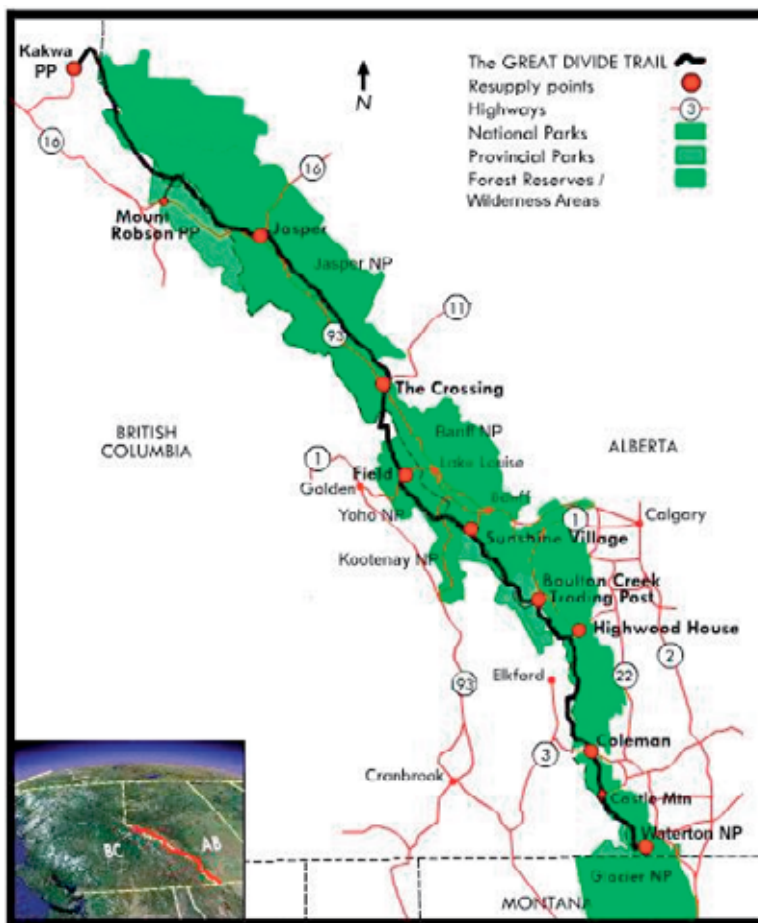 Kakwa
PP
N
The GREAT DIVIDE TRAIL
Resupply points
Highways
3
National Parks
Provincial Parks
Forest Reserves /
Wilderness Areas
16
16
Mount
Robson PP
Jasper
Jasper NP
11
93
The Crossing
BRITISH
COLUMBIA
Banff NP
ALBERTA
1
Lake Louise
Field
Golden
Banff
1
Calgary
Yoho NP
Sunshine Village
Kootenay NP
Boulton Creek
Trading Post
Highwood House
2
Elkford
22
93
Coleman
3
Cranbrook
Castle Mtn
BC
AB
Waterton NP
Glacier NP
MONTANA